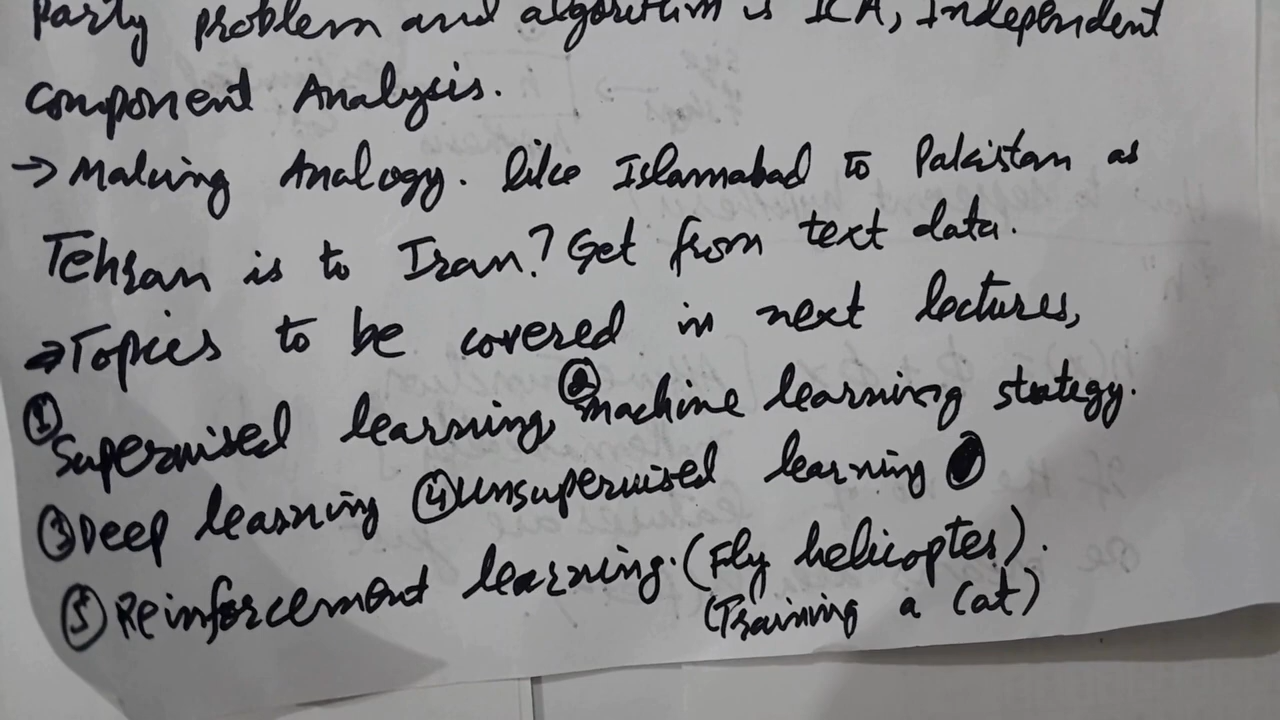 Party Problem and algorithm is ICA, Independent
Component Analysis.
→ Making Analogy. like Islamabad to Pakistan as
Tehran is to Iran? Get from text data.
→ Topics to be covered in next lectures,
① Supervised learning, ② machine learning strategy.
③ Deep learning ④ Unsupervised learning
⑤ Reinforcement learning. (Fly helicopter).
(Training a Cat)